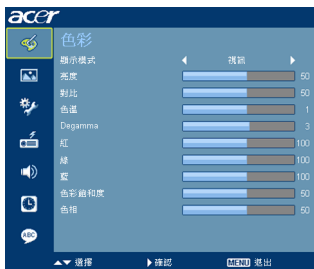 acer
色彩
顯示模式 視訊
亮度 50
對比 50
色溫 1
Degamma 3
紅 100
綠 100
藍 100
色彩飽和度 50
色相 50
ABC
選擇 確認 MENU 退出